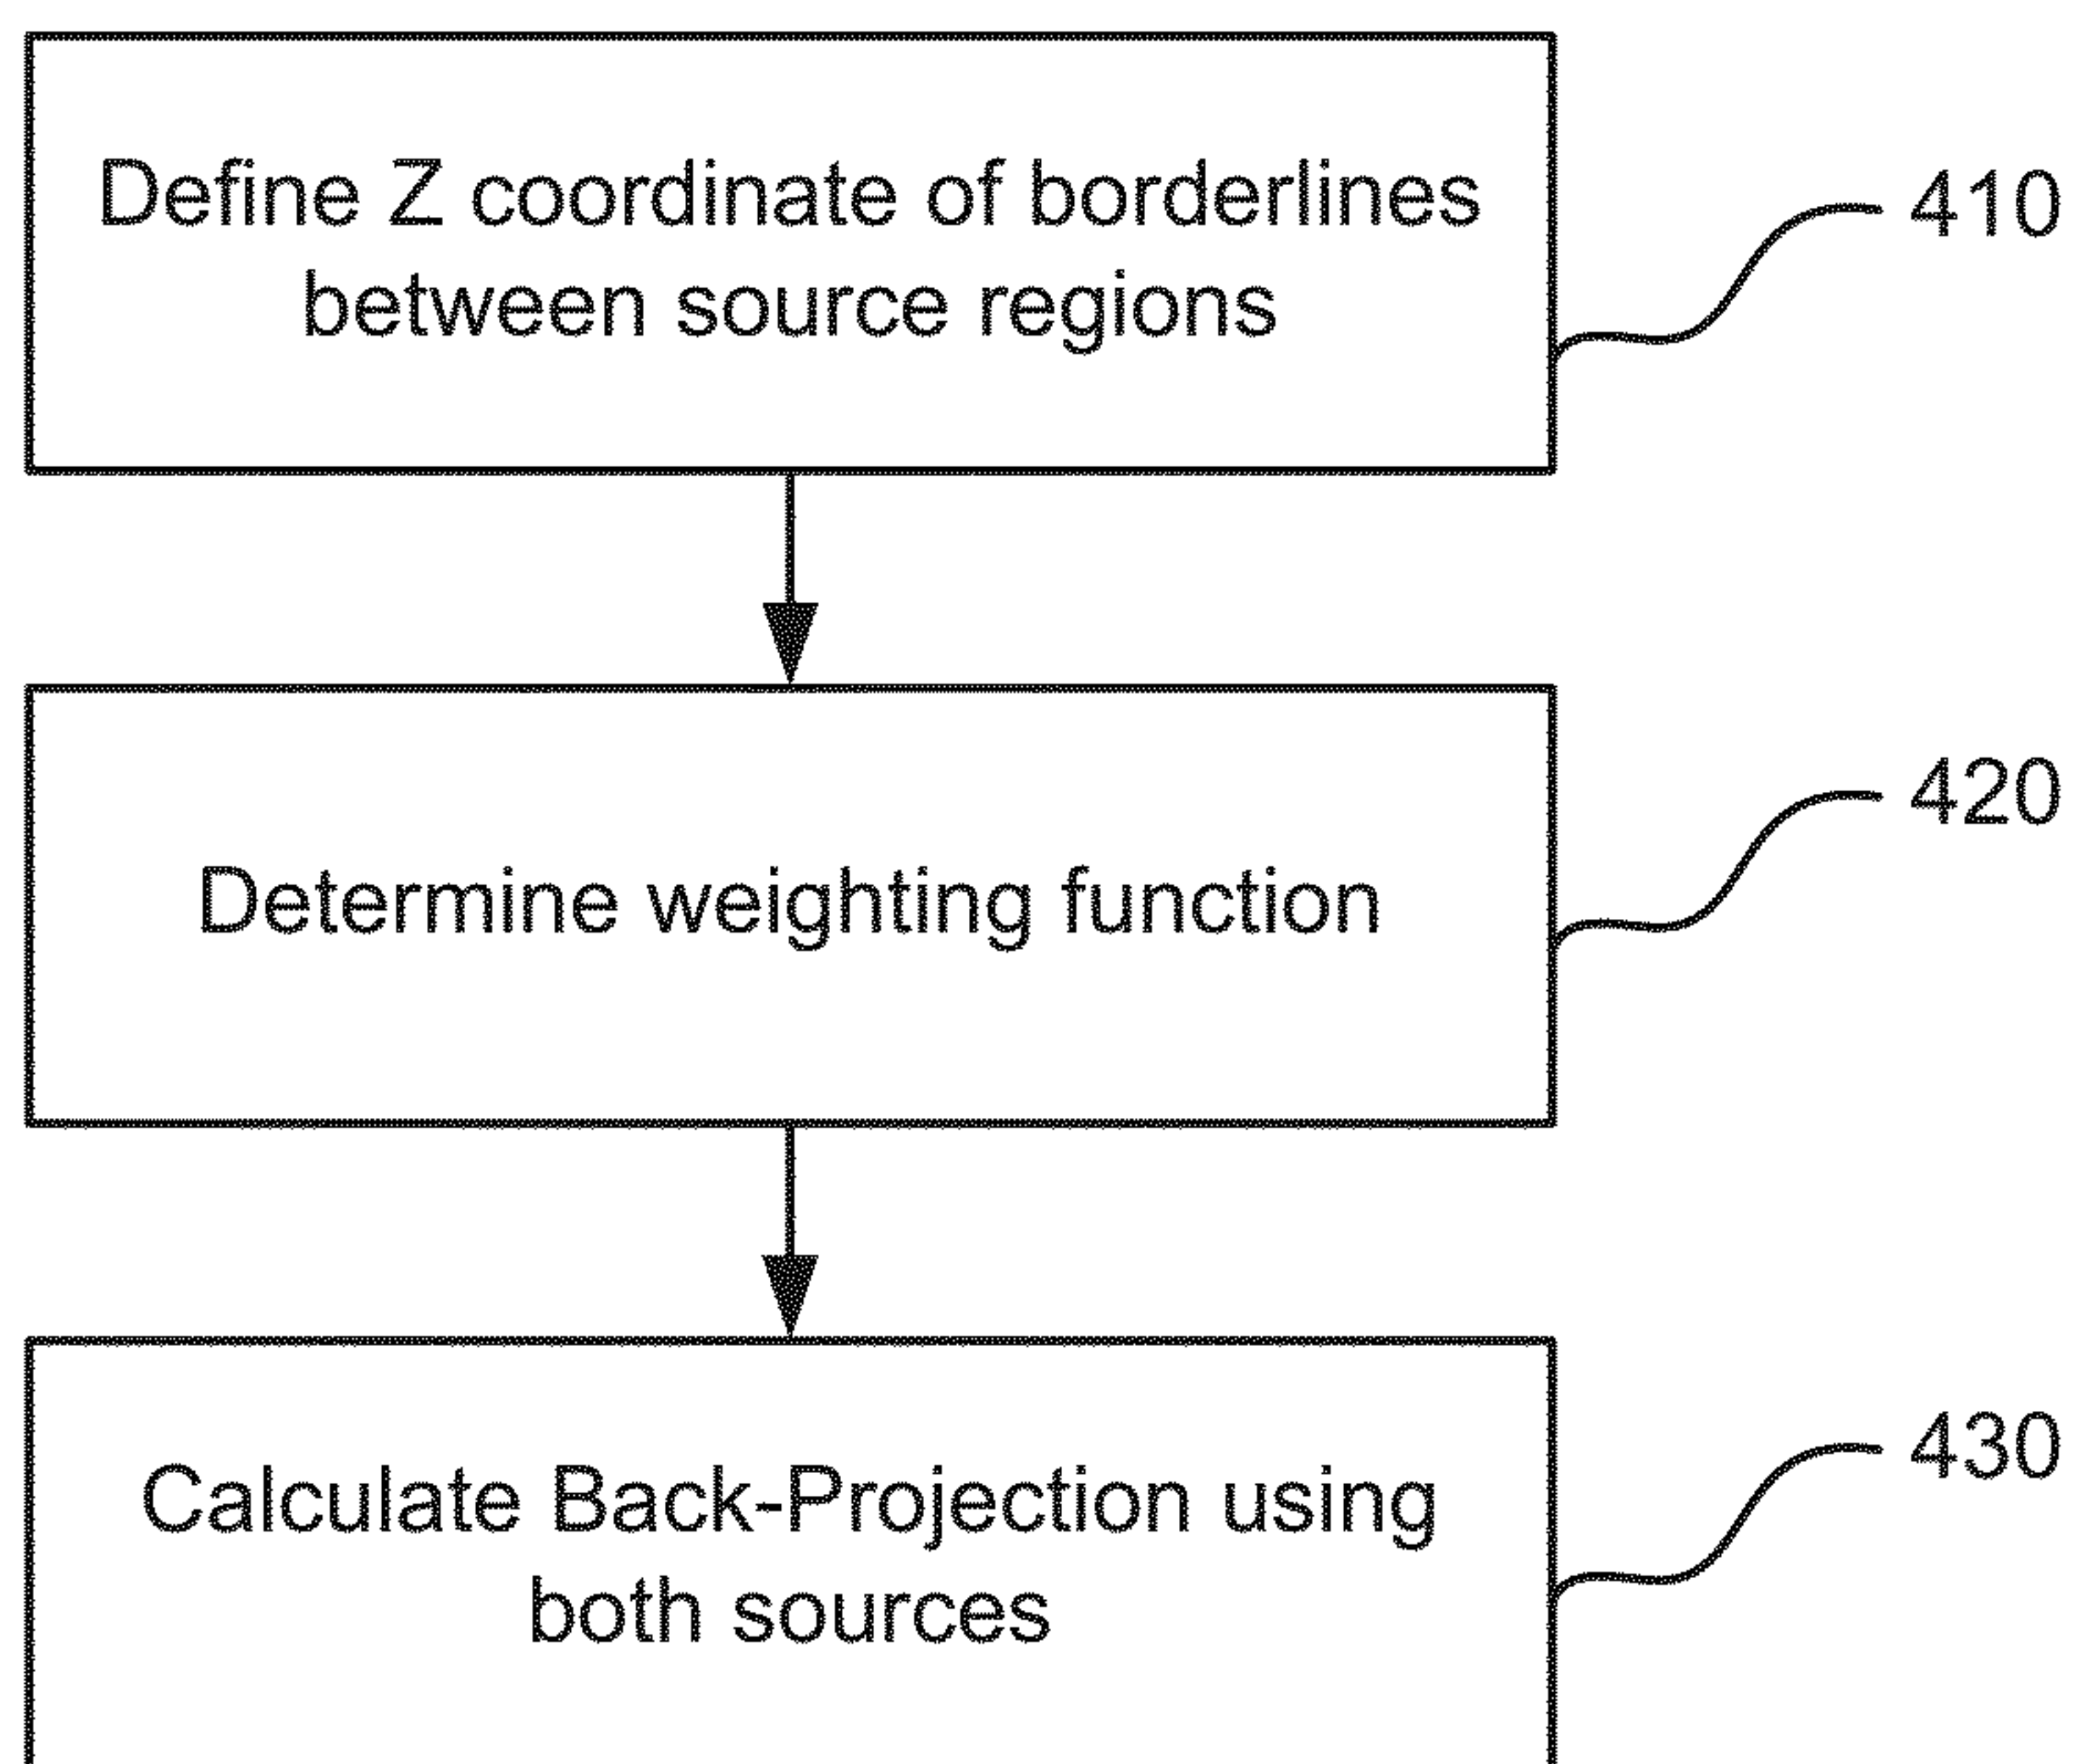 Define Z coordinate of borderlines
between source regions
410
Determine weighting function
420
Calculate Back-Projection using
both sources
430